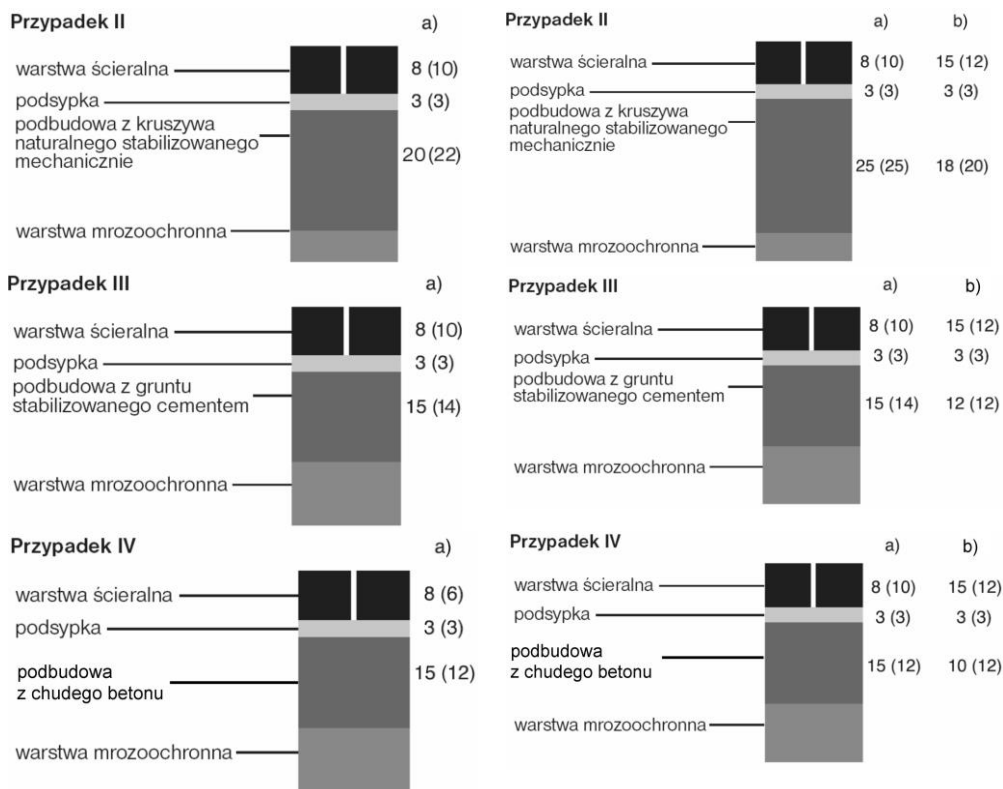 Przypadek II a)
warstwa ścieralna 8 (10)
podsypka 3 (3)
podbudowa z kruszywa
naturalnego stabilizowanego
mechanicznie 20 (22)
warstwa mrozoochronna
Przypadek II a) b)
warstwa ścieralna 8 (10) 15 (12)
podsypka 3 (3) 3 (3)
podbudowa z kruszywa
naturalnego stabilizowanego
mechanicznie
25 (25) 18 (20)
warstwa mrozoochronna
Przypadek III a)
warstwa ścieralna 8 (10)
podsypka 3 (3)
podbudowa z gruntu
stabilizowanego cementem 15 (14)
warstwa mrozoochronna
Przypadek III a) b)
warstwa ścieralna 8 (10) 15 (12)
podsypka 3 (3) 3 (3)
podbudowa z gruntu
stabilizowanego cementem
15 (14) 12 (12)
warstwa mrozoochronna
Przypadek IV a)
warstwa ścieralna 8 (6)
podsypka 3 (3)
podbudowa 15 (12)
z chudego betonu
warstwa mrozoochronna
Przypadek IV a) b)
warstwa ścieralna 8 (10) 15 (12)
podsypka 3 (3) 3 (3)
podbudowa
z chudego betonu 15 (12) 10 (12)
warstwa mrozoochronna